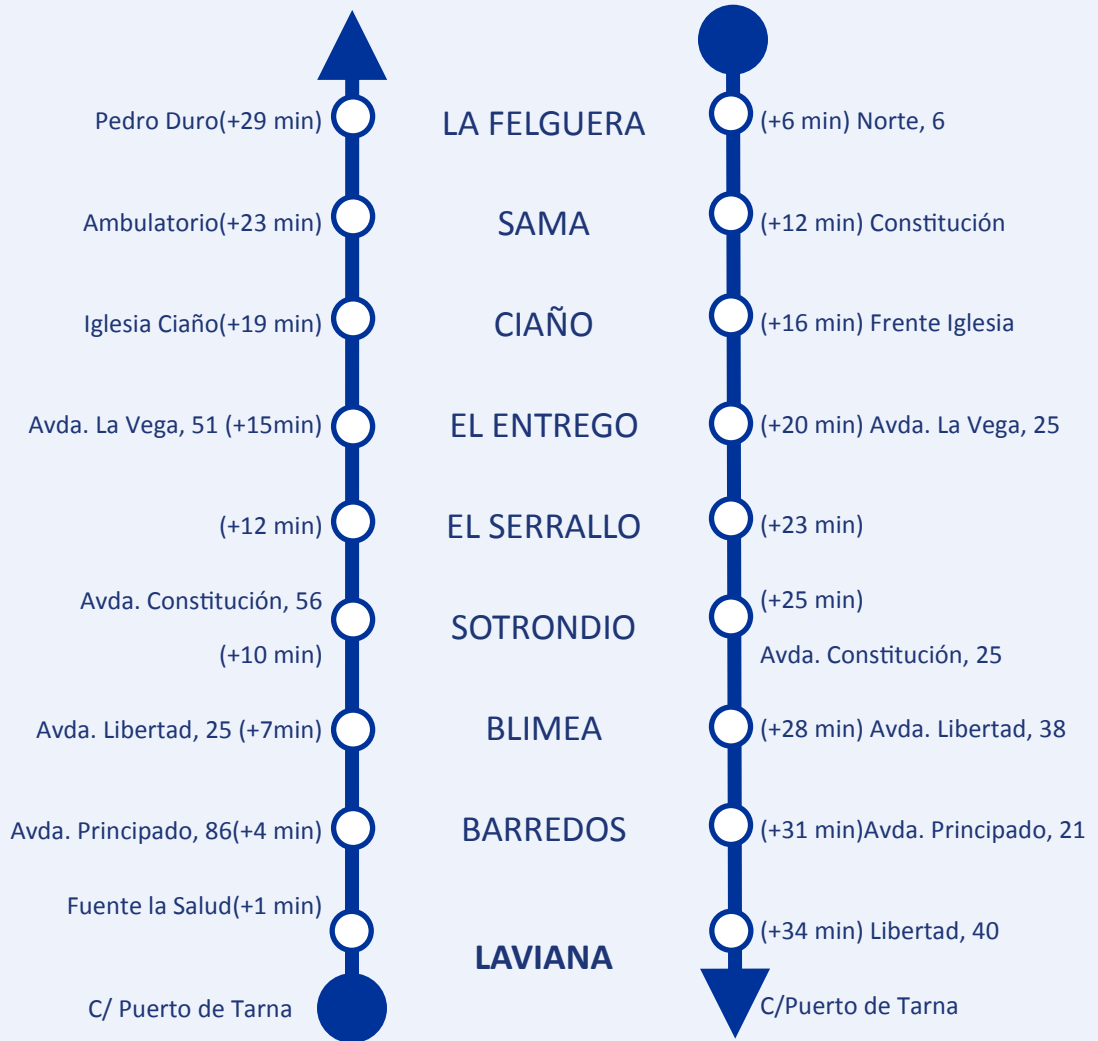 Pedro Duro(+29 min) LA FELGUERA (+6 min) Norte, 6
Ambulatorio(+23 min) SAMA (+12 min) Constitución
Iglesia Ciaño(+19 min) CIAÑO (+16 min) Frente Iglesia
Avda. La Vega, 51 (+15min) EL ENTREGO (+20 min) Avda. La Vega, 25
(+12 min) EL SERRALLO (+23 min)
Avda. Constitución, 56
(+10 min)
SOTRONDIO
(+25 min)
Avda. Constitución, 25
Avda. Libertad, 25 (+7min) BLIMEA (+28 min) Avda. Libertad, 38
Avda. Principado, 86(+4 min) BARREDOS (+31 min)Avda. Principado, 21
Fuente la Salud(+1 min)
LAVIANA
(+34 min) Libertad, 40
C/ Puerto de Tarna
C/Puerto de Tarna